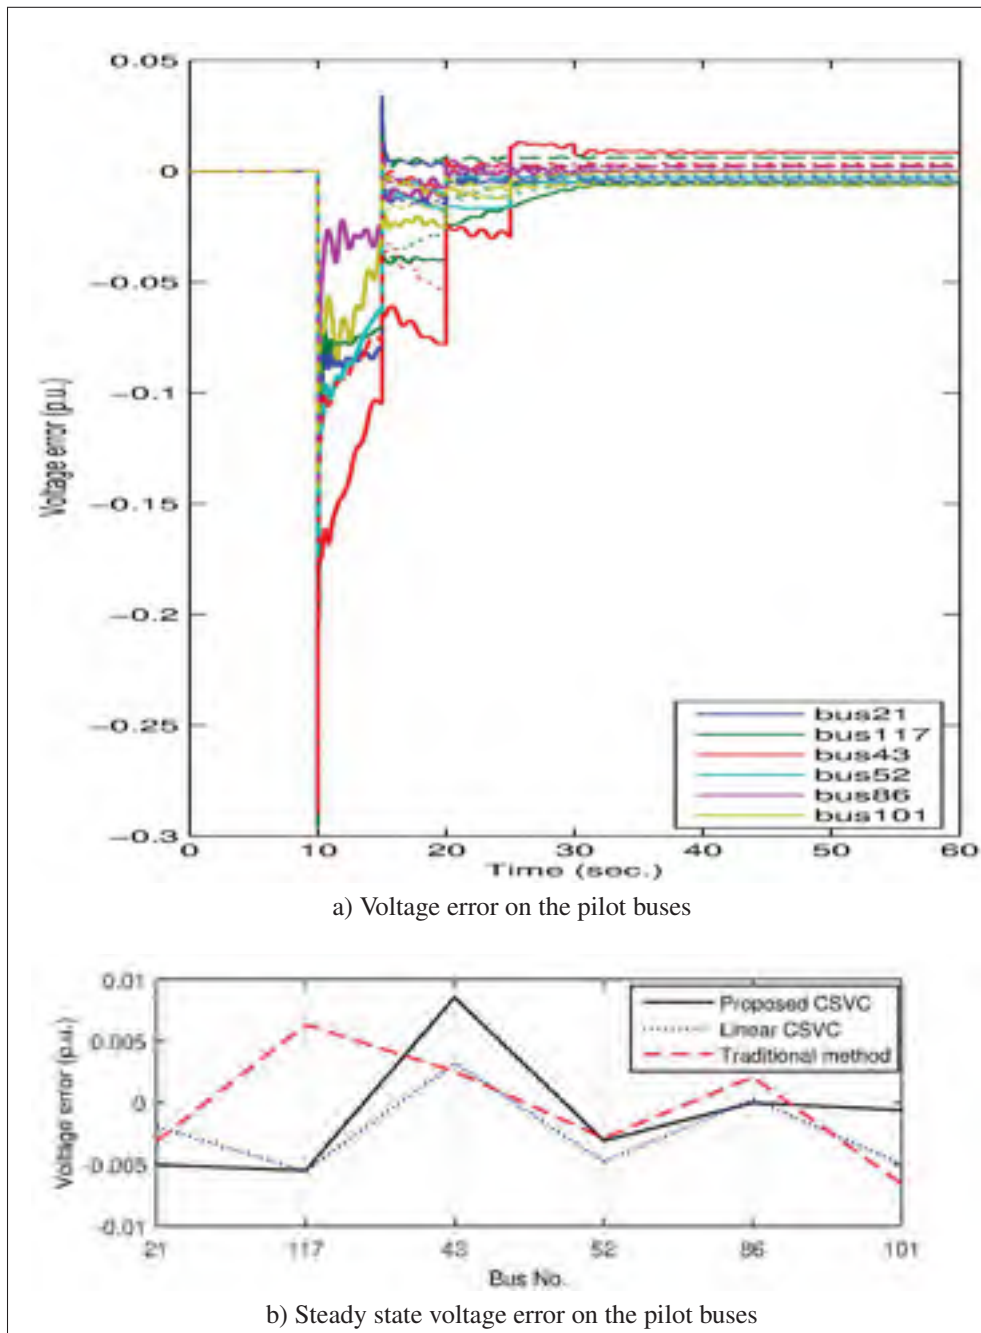 0.05
0
−0.05
−0.1
−0.15
−0.2
−0.25
−0.3
Voltage error (p.u.)
bus21
bus117
bus43
bus52
bus86
bus101
0 10 20 30 40 50 60
Time (sec.)
a) Voltage error on the pilot buses
0.01
0.005
0
-0.005
-0.01
Voltage error (p.u.)
Proposed CSVC
Linear CSVC
Traditional method
21 117 43 52 86 101
Bus No.
b) Steady state voltage error on the pilot buses